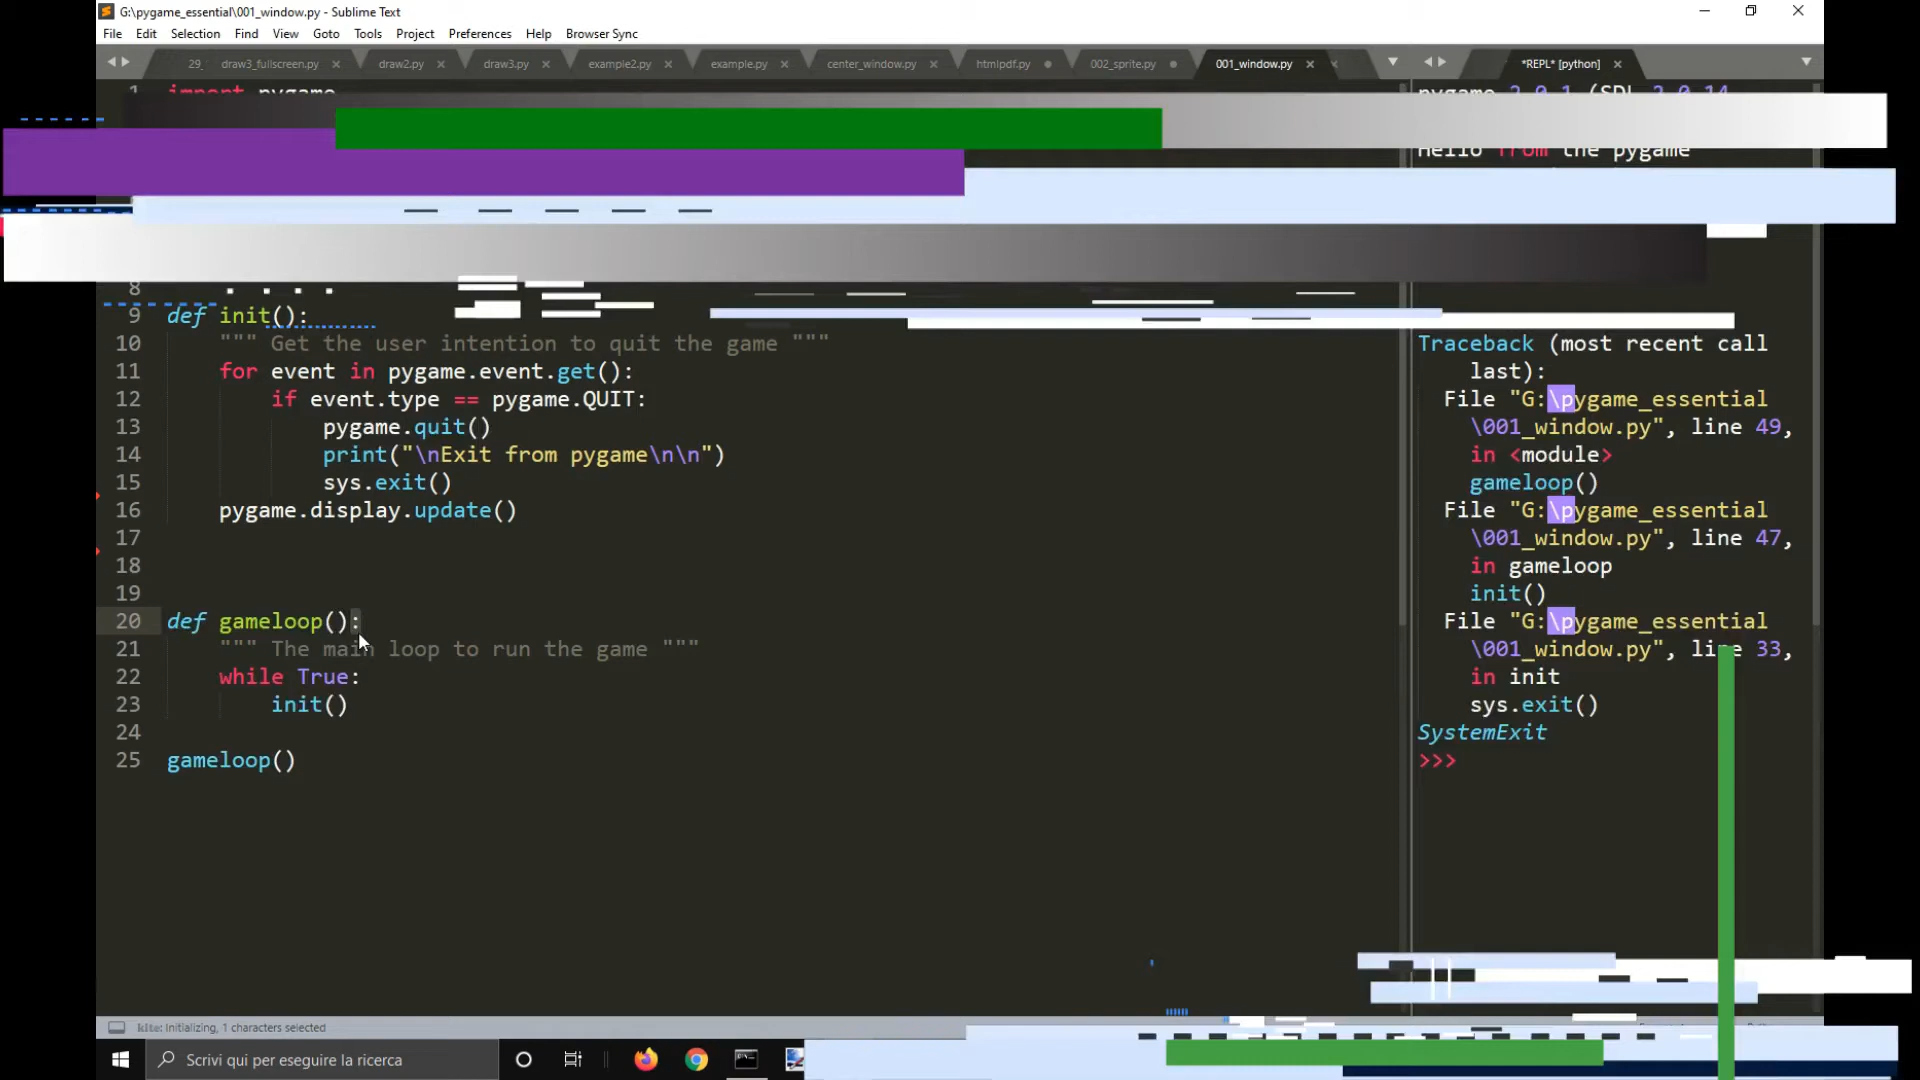 G:\pygame_essential\001_window.py - Sublime Text
File Edit Selection Find View Goto Tools Project Preferences Help Browser Sync
29_ draw3_fullscreen.py draw2.py draw3.py example2.py example.py center_window.py htmlpdf.py 002_sprite.py 001_window.py *REPL* [python]
1 import pygame
8
9 def init():
10 """ Get the user intention to quit the game """
11 for event in pygame.event.get():
12 if event.type == pygame.QUIT:
13 pygame.quit()
14 print("\nExit from pygame\n\n")
15 sys.exit()
16 pygame.display.update()
17
18
19
20 def gameloop():
21 """ The main loop to run the game """
22 while True:
23 init()
24
25 gameloop()
pygame 2.0.1 (SDL 2.0.14
Hello from the pygame
Traceback (most recent call
last):
File "G:\pygame_essential
\001_window.py", line 49,
in <module>
gameloop()
File "G:\pygame_essential
\001_window.py", line 47,
in gameloop
init()
File "G:\pygame_essential
\001_window.py", line 33,
in init
sys.exit()
SystemExit
>>>
kite: Initializing, 1 characters selected
Scrivi qui per eseguire la ricerca